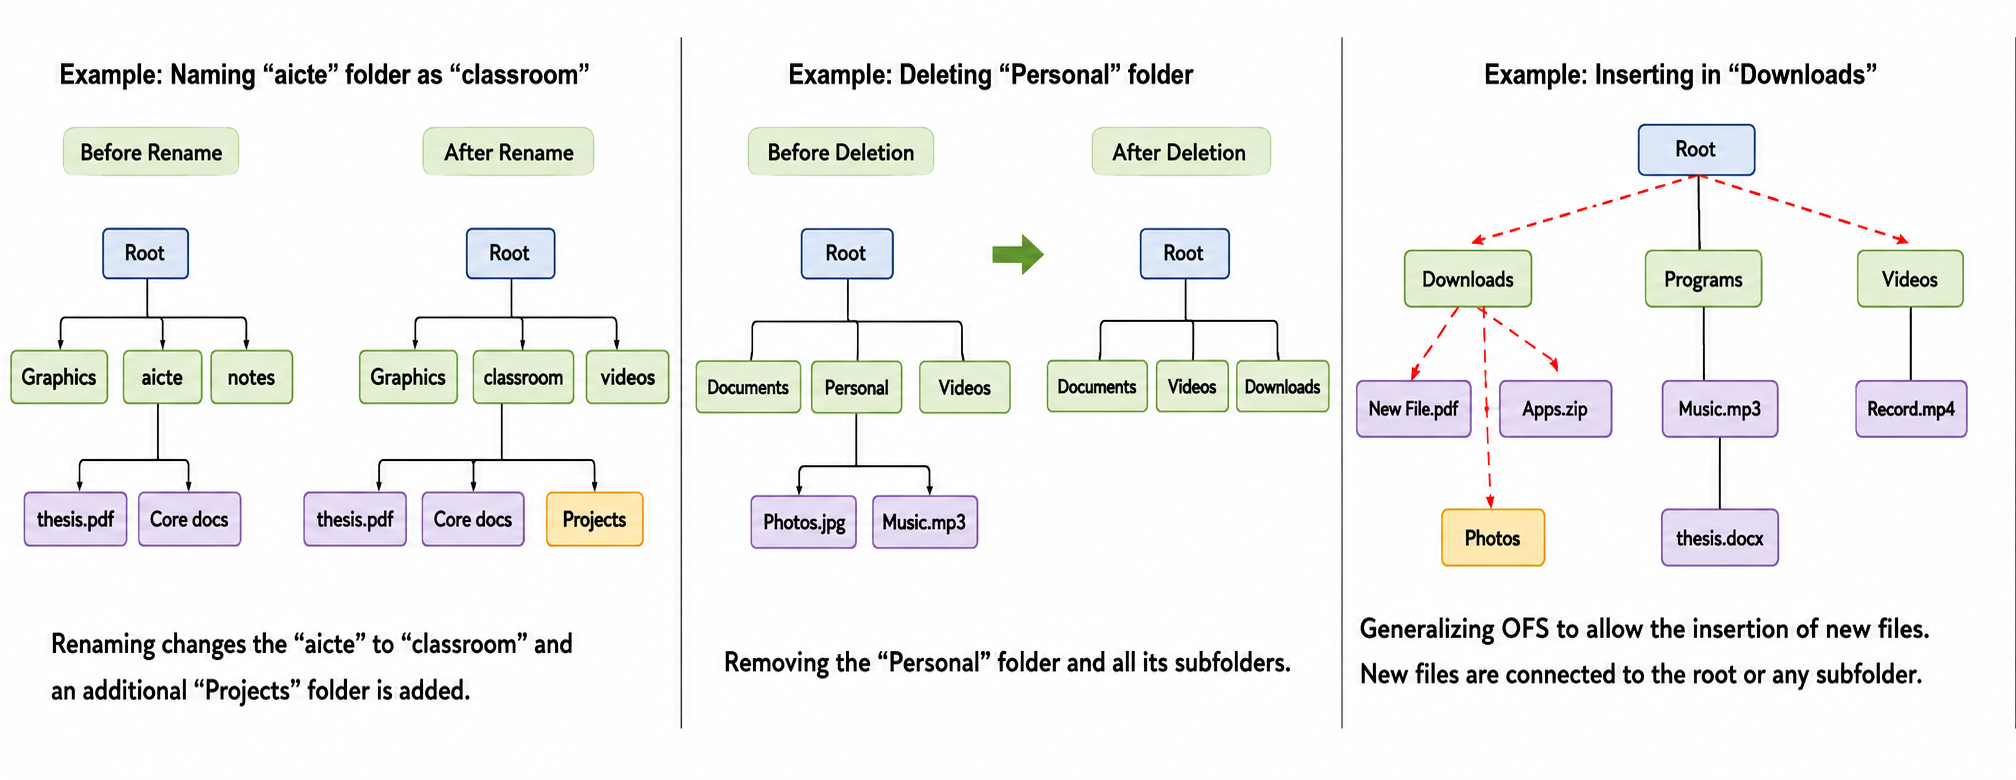 Example: Naming “aicte” folder as “classroom”
Before Rename
After Rename
Root
Root
Graphics
aicte
notes
Graphics
classroom
videos
thesis.pdf
Core docs
thesis.pdf
Core docs
Projects
Renaming changes the “aicte” to “classroom” and
an additional “Projects” folder is added.
Example: Deleting “Personal” folder
Before Deletion
After Deletion
Root
Root
Documents
Personal
Videos
Documents
Videos
Downloads
Photos.jpg
Music.mp3
Removing the “Personal” folder and all its subfolders.
Example: Inserting in “Downloads”
Root
Downloads
Programs
Videos
New File.pdf
Apps.zip
Music.mp3
Record.mp4
Photos
thesis.docx
Generalizing OFS to allow the insertion of new files.
New files are connected to the root or any subfolder.